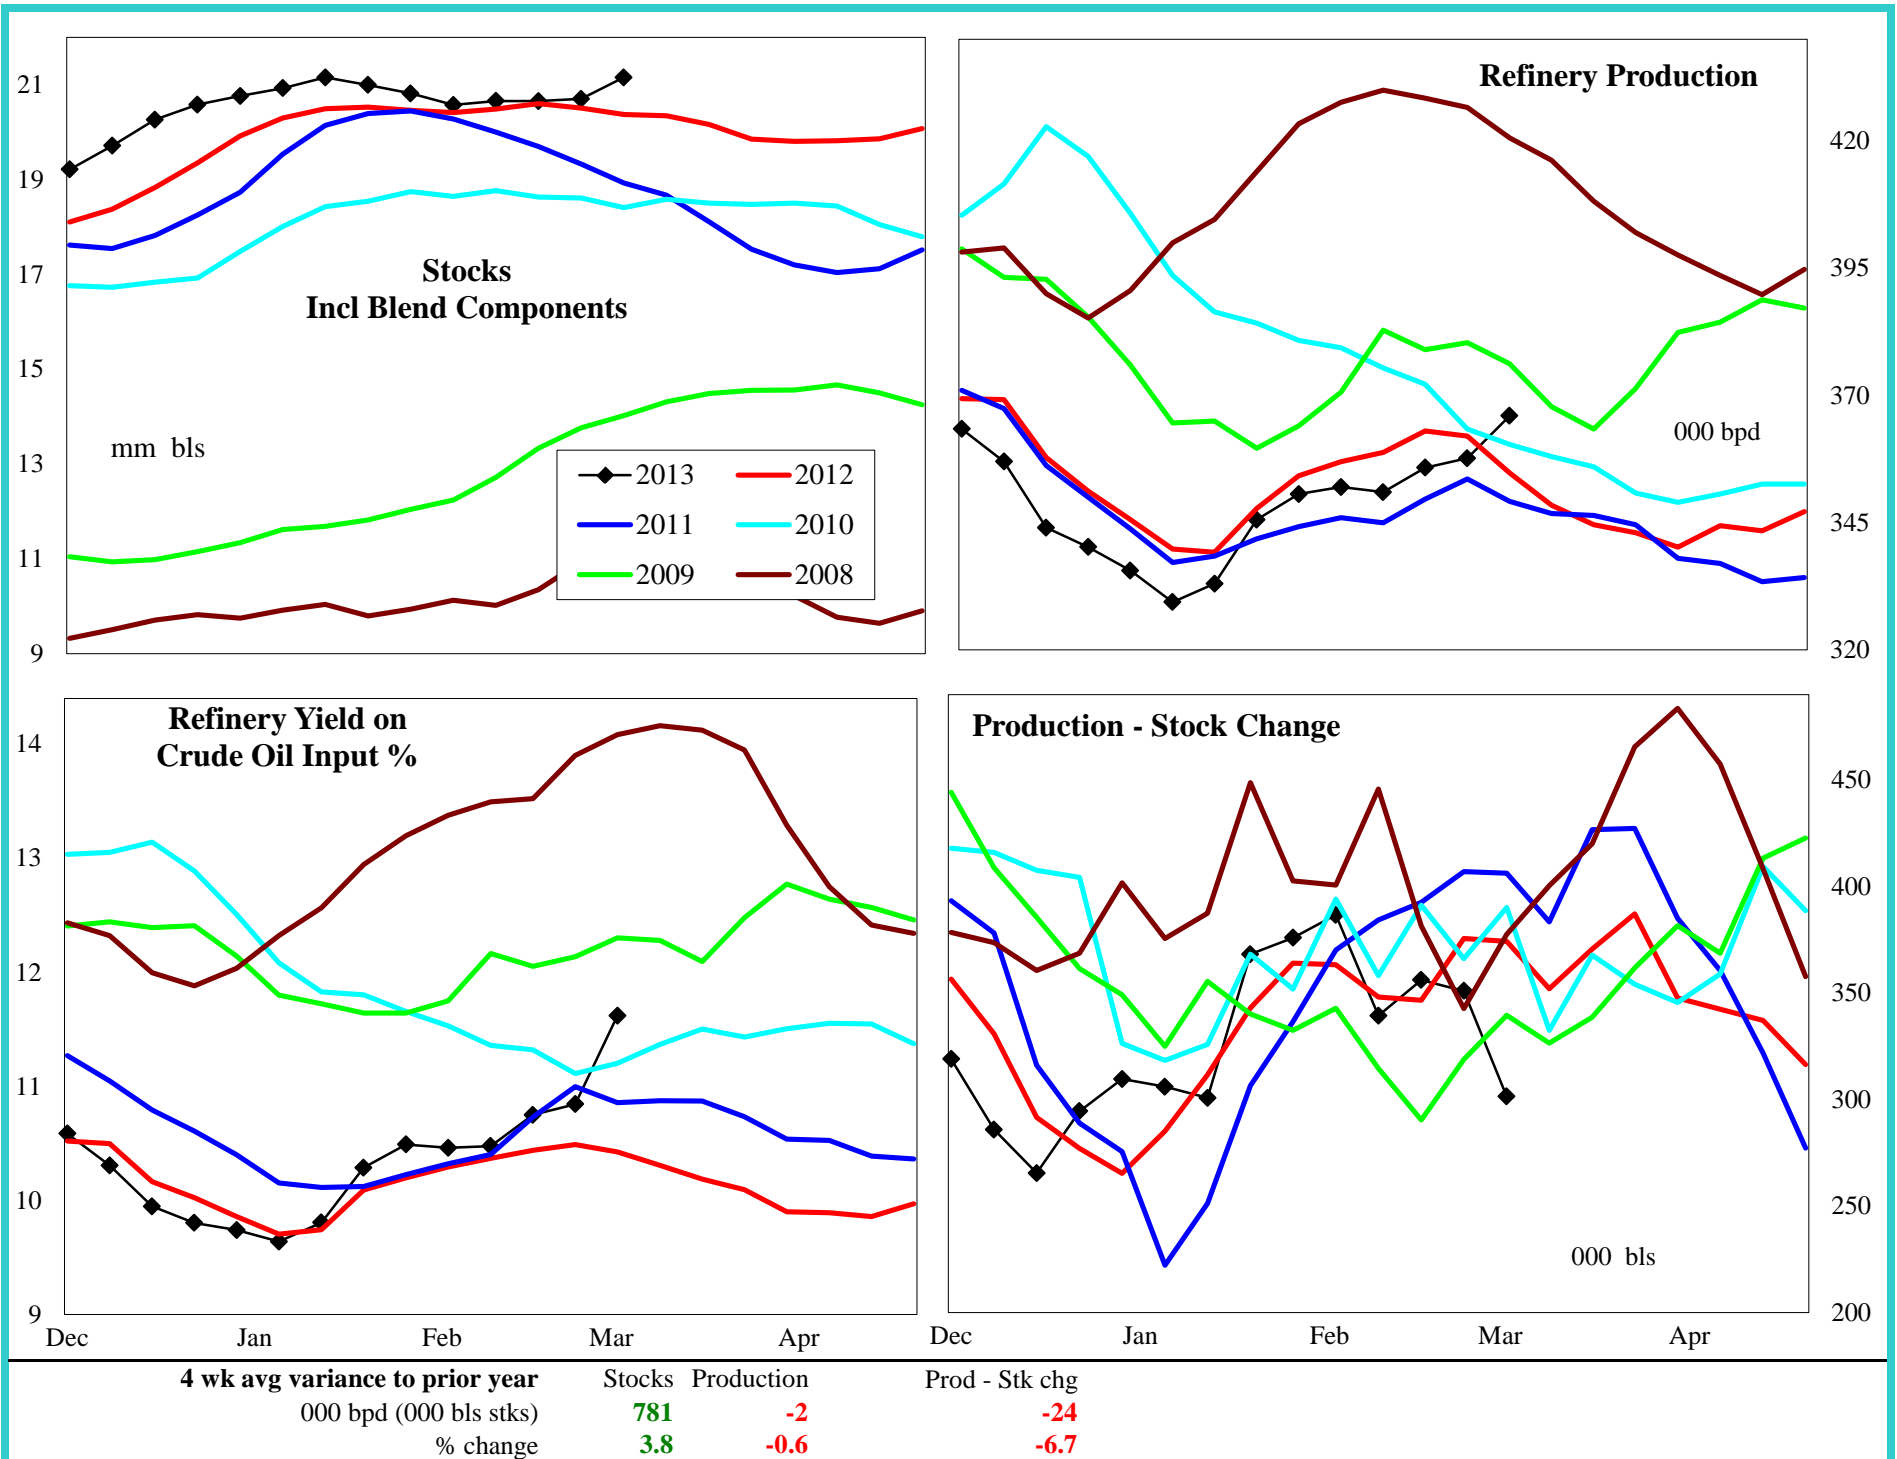 21
19
17
15
13
11
9
Stocks
Incl Blend Components
mm bls
2013 2012
2011 2010
2009 2008
Refinery Production
420
395
370
345
320
000 bpd
Refinery Yield on
Crude Oil Input %
14
13
12
11
10
9
Dec Jan Feb Mar Apr
Production - Stock Change
450
400
350
300
250
200
000 bls
Dec Jan Feb Mar Apr
4 wk avg variance to prior year Stocks Production Prod - Stk chg
000 bpd (000 bls stks) 781 -2 -24
% change 3.8 -0.6 -6.7